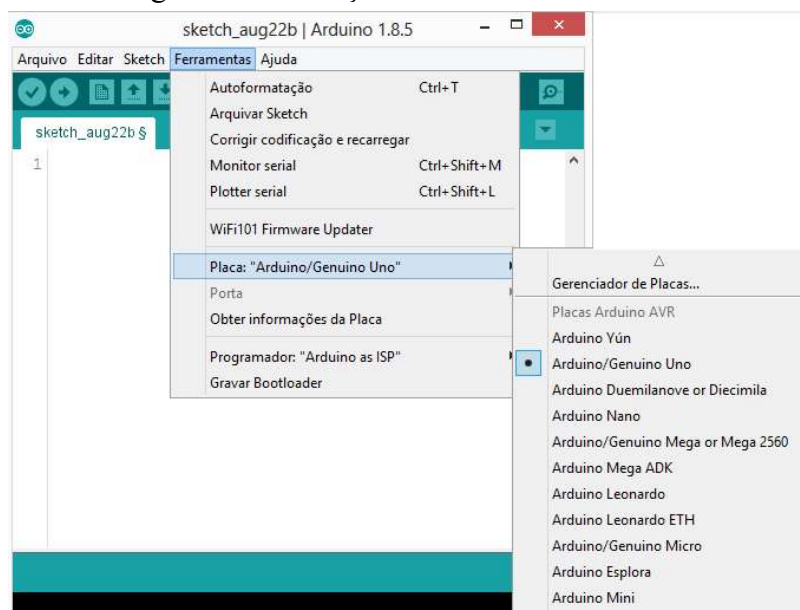 sketch_aug22b | Arduino 1.8.5
Arquivo Editar Sketch Ferramentas Ajuda
sketch_aug22b §
1
Autoformatação Ctrl+T
Arquivar Sketch
Corrigir codificação e recarregar
Monitor serial Ctrl+Shift+M
Plotter serial Ctrl+Shift+L
WiFi101 Firmware Updater
Placa: "Arduino/Genuino Uno"
Porta
Obter informações da Placa
Programador: "Arduino as ISP"
Gravar Bootloader
Gerenciador de Placas...
Placas Arduino AVR
Arduino Yún
Arduino/Genuino Uno
Arduino Duemilanove or Diecimila
Arduino Nano
Arduino/Genuino Mega or Mega 2560
Arduino Mega ADK
Arduino Leonardo
Arduino Leonardo ETH
Arduino/Genuino Micro
Arduino Esplora
Arduino Mini